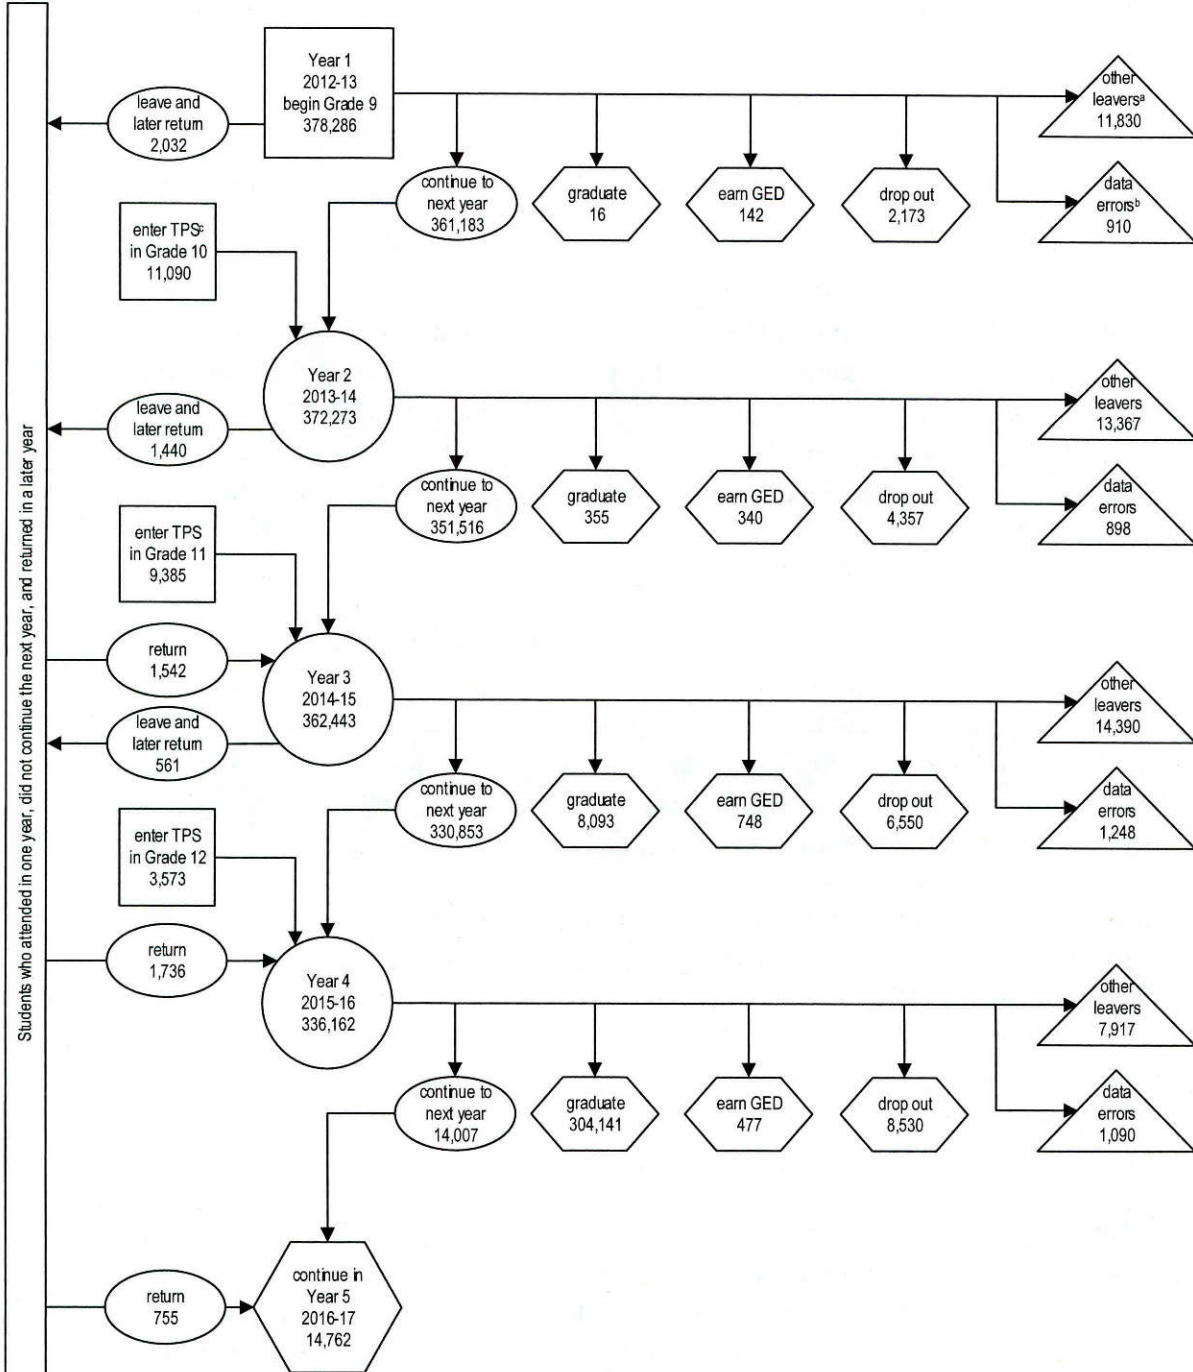 Students who attended in one year, did not continue the next year, and returned in a later year
Year 1
2012-13
begin Grade 9
378,286
leave and
later return
2,032
continue to
next year
361,183
graduate
16
earn GED
142
drop out
2,173
other
leaversᵃ
11,830
data
errorsᵇ
910
enter TPSᶜ
in Grade 10
11,090
Year 2
2013-14
372,273
leave and
later return
1,440
continue to
next year
351,516
graduate
355
earn GED
340
drop out
4,357
other
leavers
13,367
data
errors
898
enter TPS
in Grade 11
9,385
return
1,542
Year 3
2014-15
362,443
leave and
later return
561
continue to
next year
330,853
graduate
8,093
earn GED
748
drop out
6,550
other
leavers
14,390
data
errors
1,248
enter TPS
in Grade 12
3,573
return
1,736
Year 4
2015-16
336,162
continue to
next year
14,007
graduate
304,141
earn GED
477
drop out
8,530
other
leavers
7,917
data
errors
1,090
return
755
continue in
Year 5
2016-17
14,762